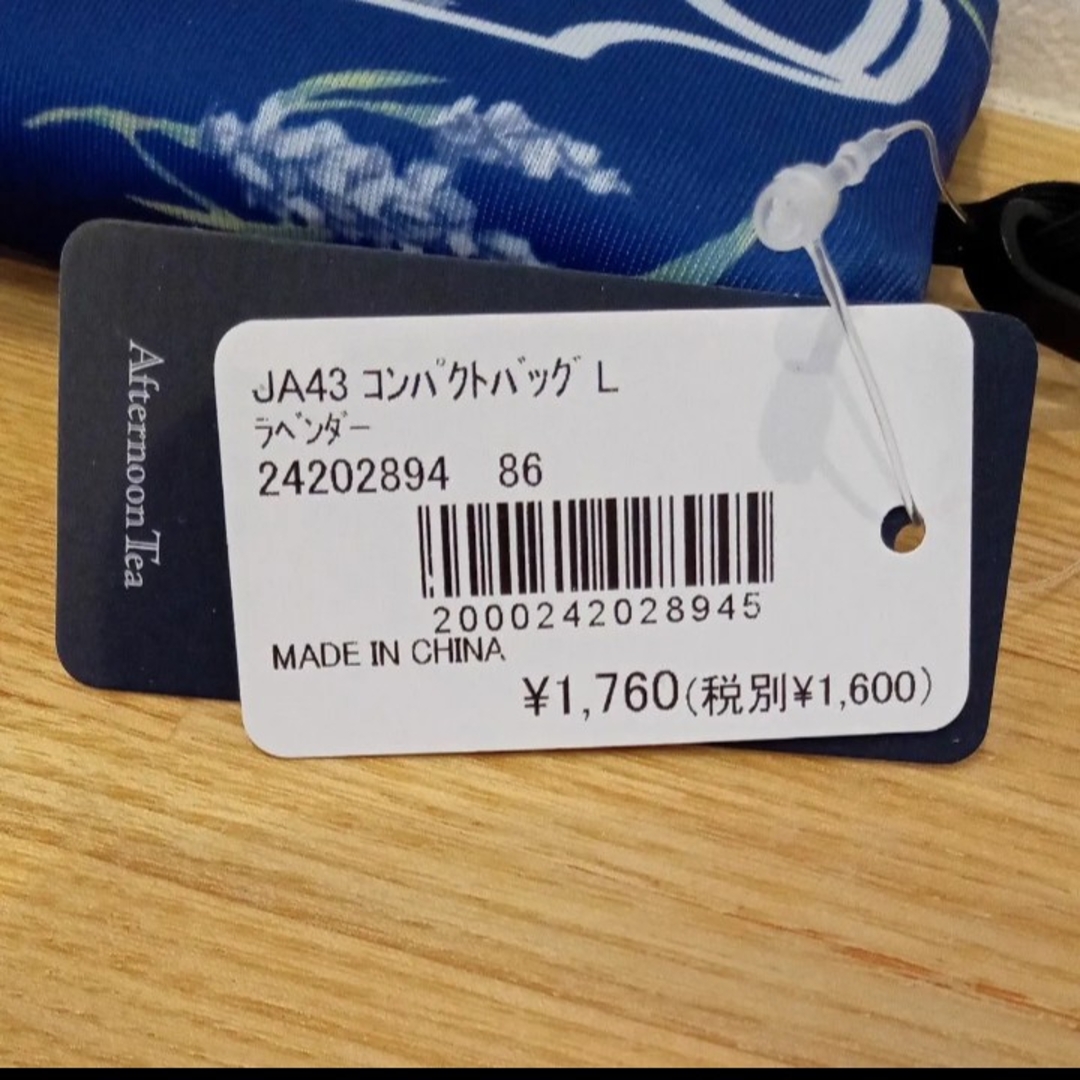 Afternoon Tea
JA43 コンパクトバッグ L
ラベンダー
24202894 86
2000242028945
MADE IN CHINA
¥1,760(税別¥1,600)